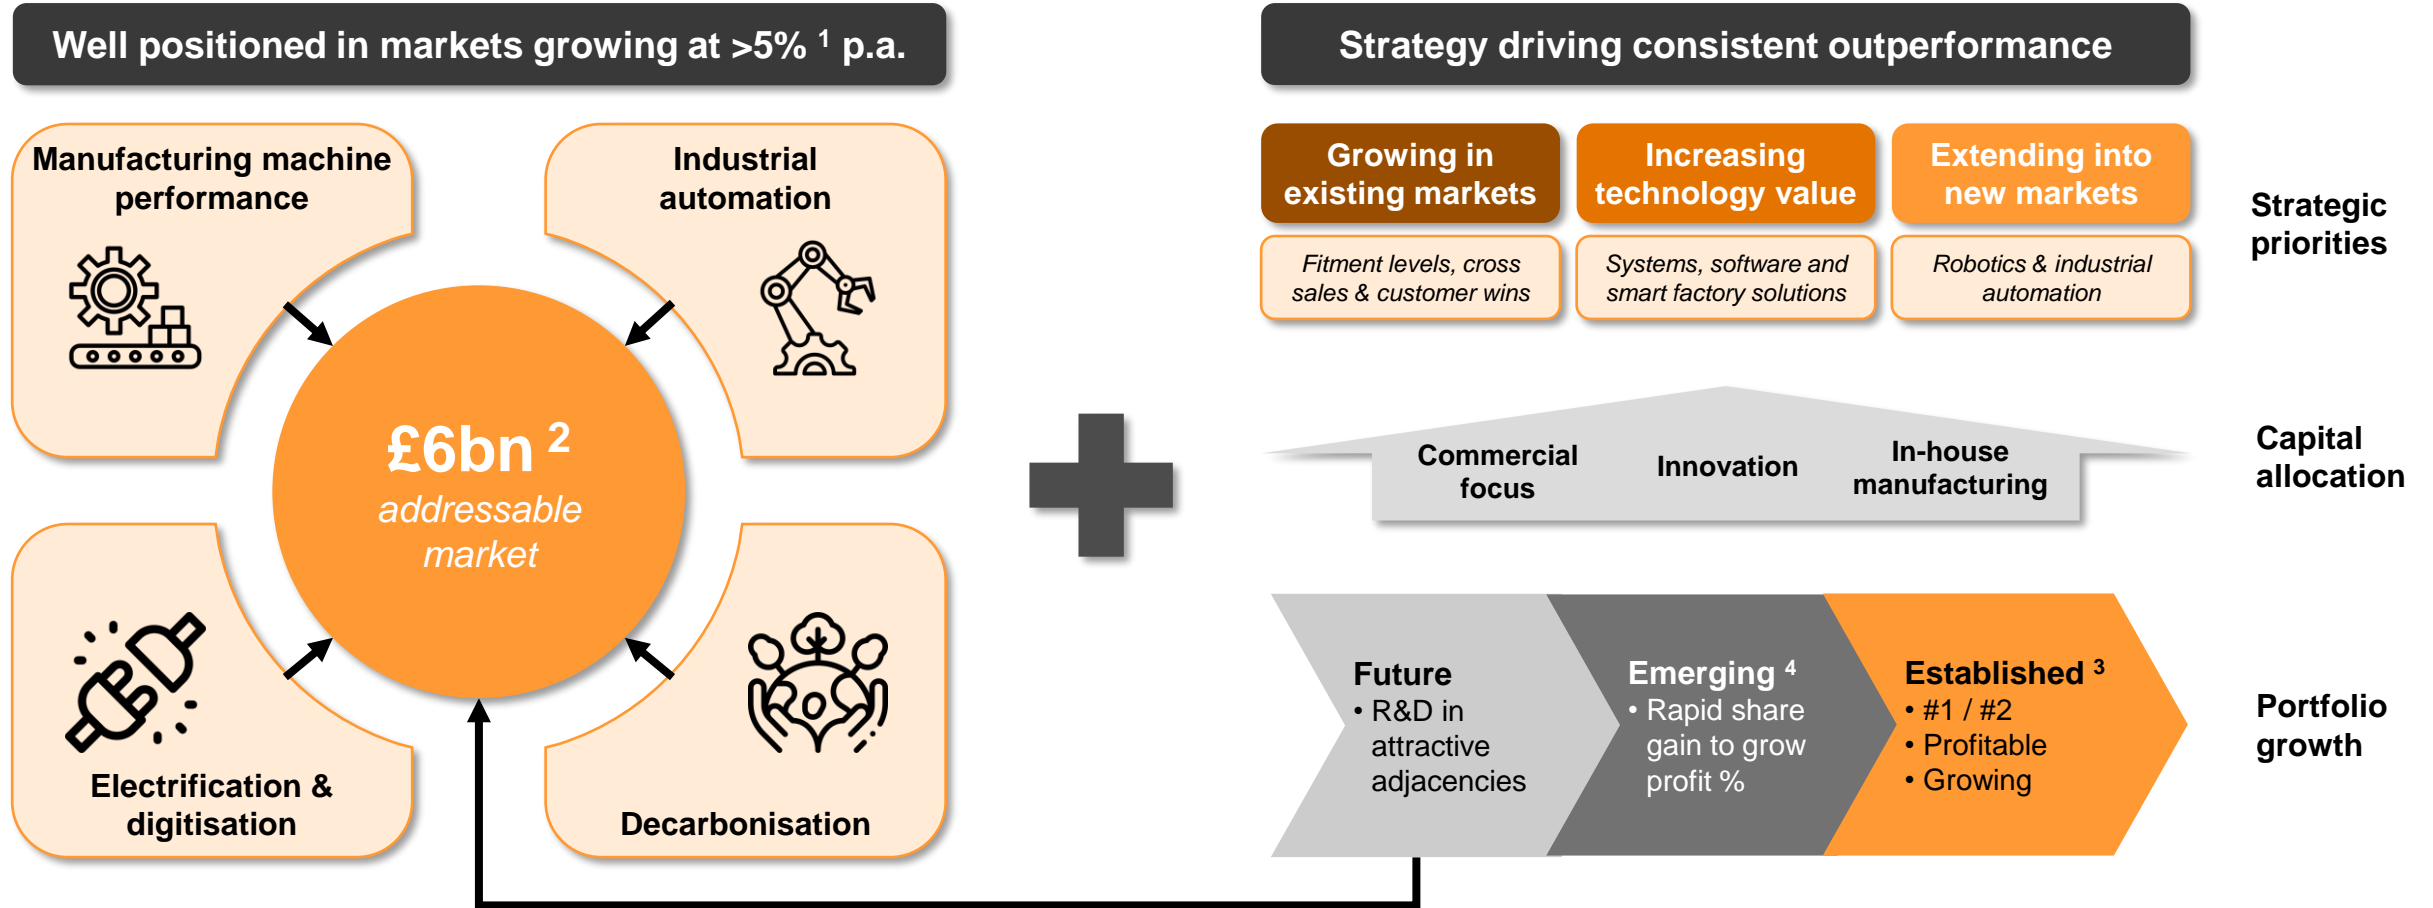 Well positioned in markets growing at >5% ¹ p.a.
Manufacturing machine
performance
Industrial
automation
£6bn ²
addressable
market
Electrification &
digitisation
Decarbonisation
Strategy driving consistent outperformance
Growing in
existing markets
Increasing
technology value
Extending into
new markets
Fitment levels, cross
sales & customer wins
Systems, software and
smart factory solutions
Robotics & industrial
automation
Strategic
priorities
Commercial
focus
Innovation
In-house
manufacturing
Capital
allocation
Future
• R&D in
attractive
adjacencies
Emerging ⁴
• Rapid share
gain to grow
profit %
Established ³
• #1 / #2
• Profitable
• Growing
Portfolio
growth